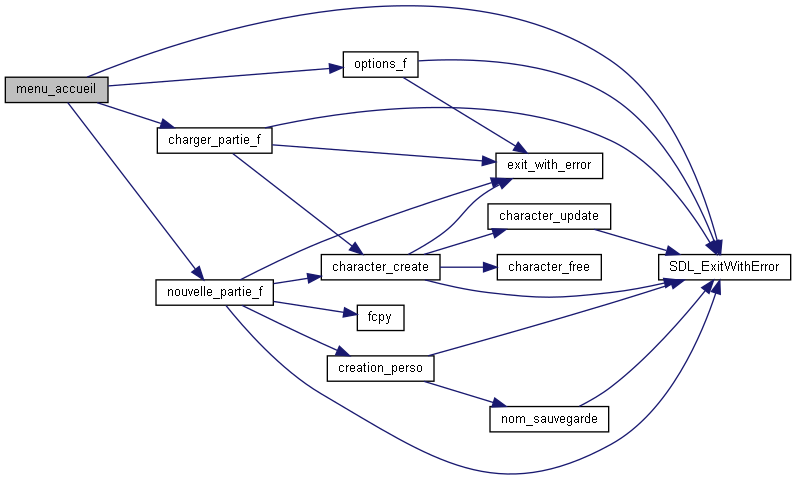 options_f
menu_accueil
charger_partie_f
exit_with_error
character_update
character_create
character_free
SDL_ExitWithError
nouvelle_partie_f
fcpy
creation_perso
nom_sauvegarde